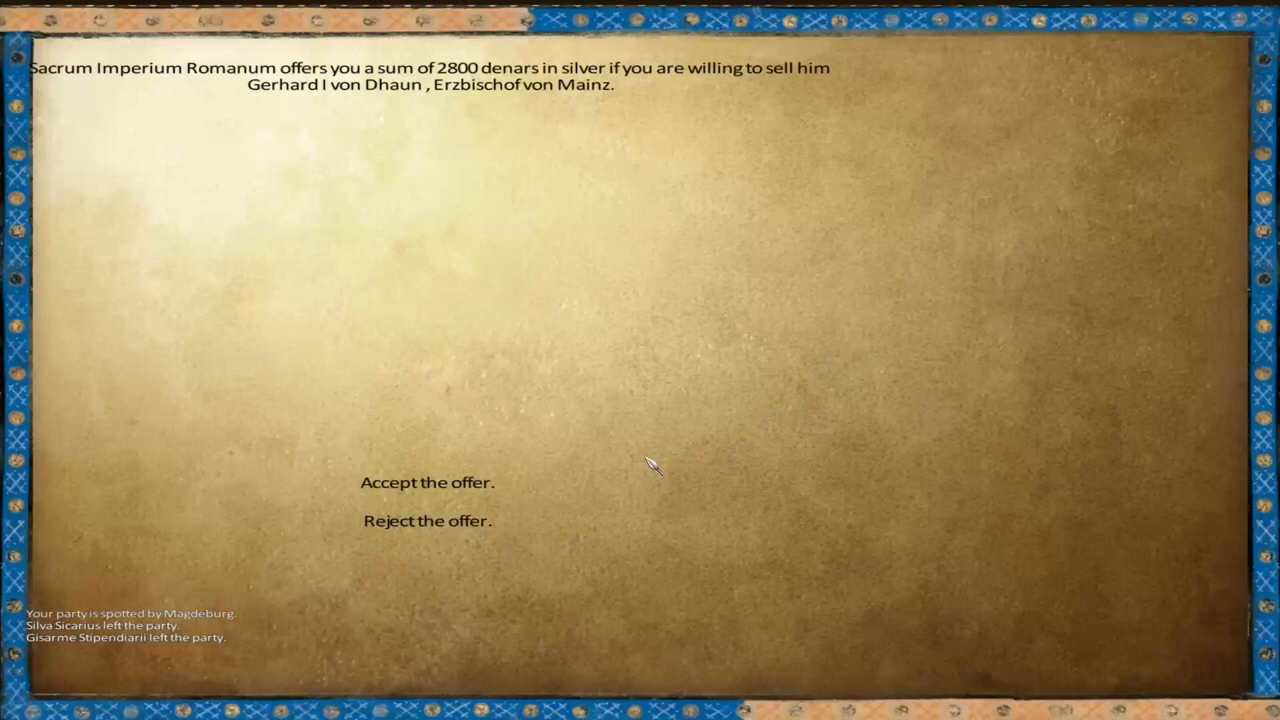 Sacrum Imperium Romanum offers you a sum of 2800 denars in silver if you are willing to sell him
Gerhard I von Dhaun , Erzbischof von Mainz.
Accept the offer.
Reject the offer.
Your party is spotted by Magdeburg.
Silva Sicarius left the party.
Gisarme Stipendiarii left the party.